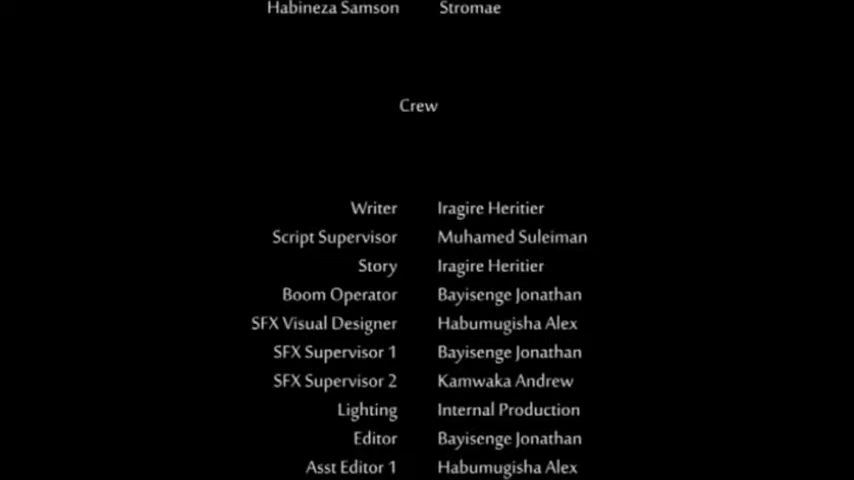 Habineza Samson Stromae
Crew
Writer Iragire Heritier
Script Supervisor Muhamed Suleiman
Story Iragire Heritier
Boom Operator Bayisenge Jonathan
SFX Visual Designer Habumugisha Alex
SFX Supervisor 1 Bayisenge Jonathan
SFX Supervisor 2 Kamwaka Andrew
Lighting Internal Production
Editor Bayisenge Jonathan
Asst Editor 1 Habumugisha Alex